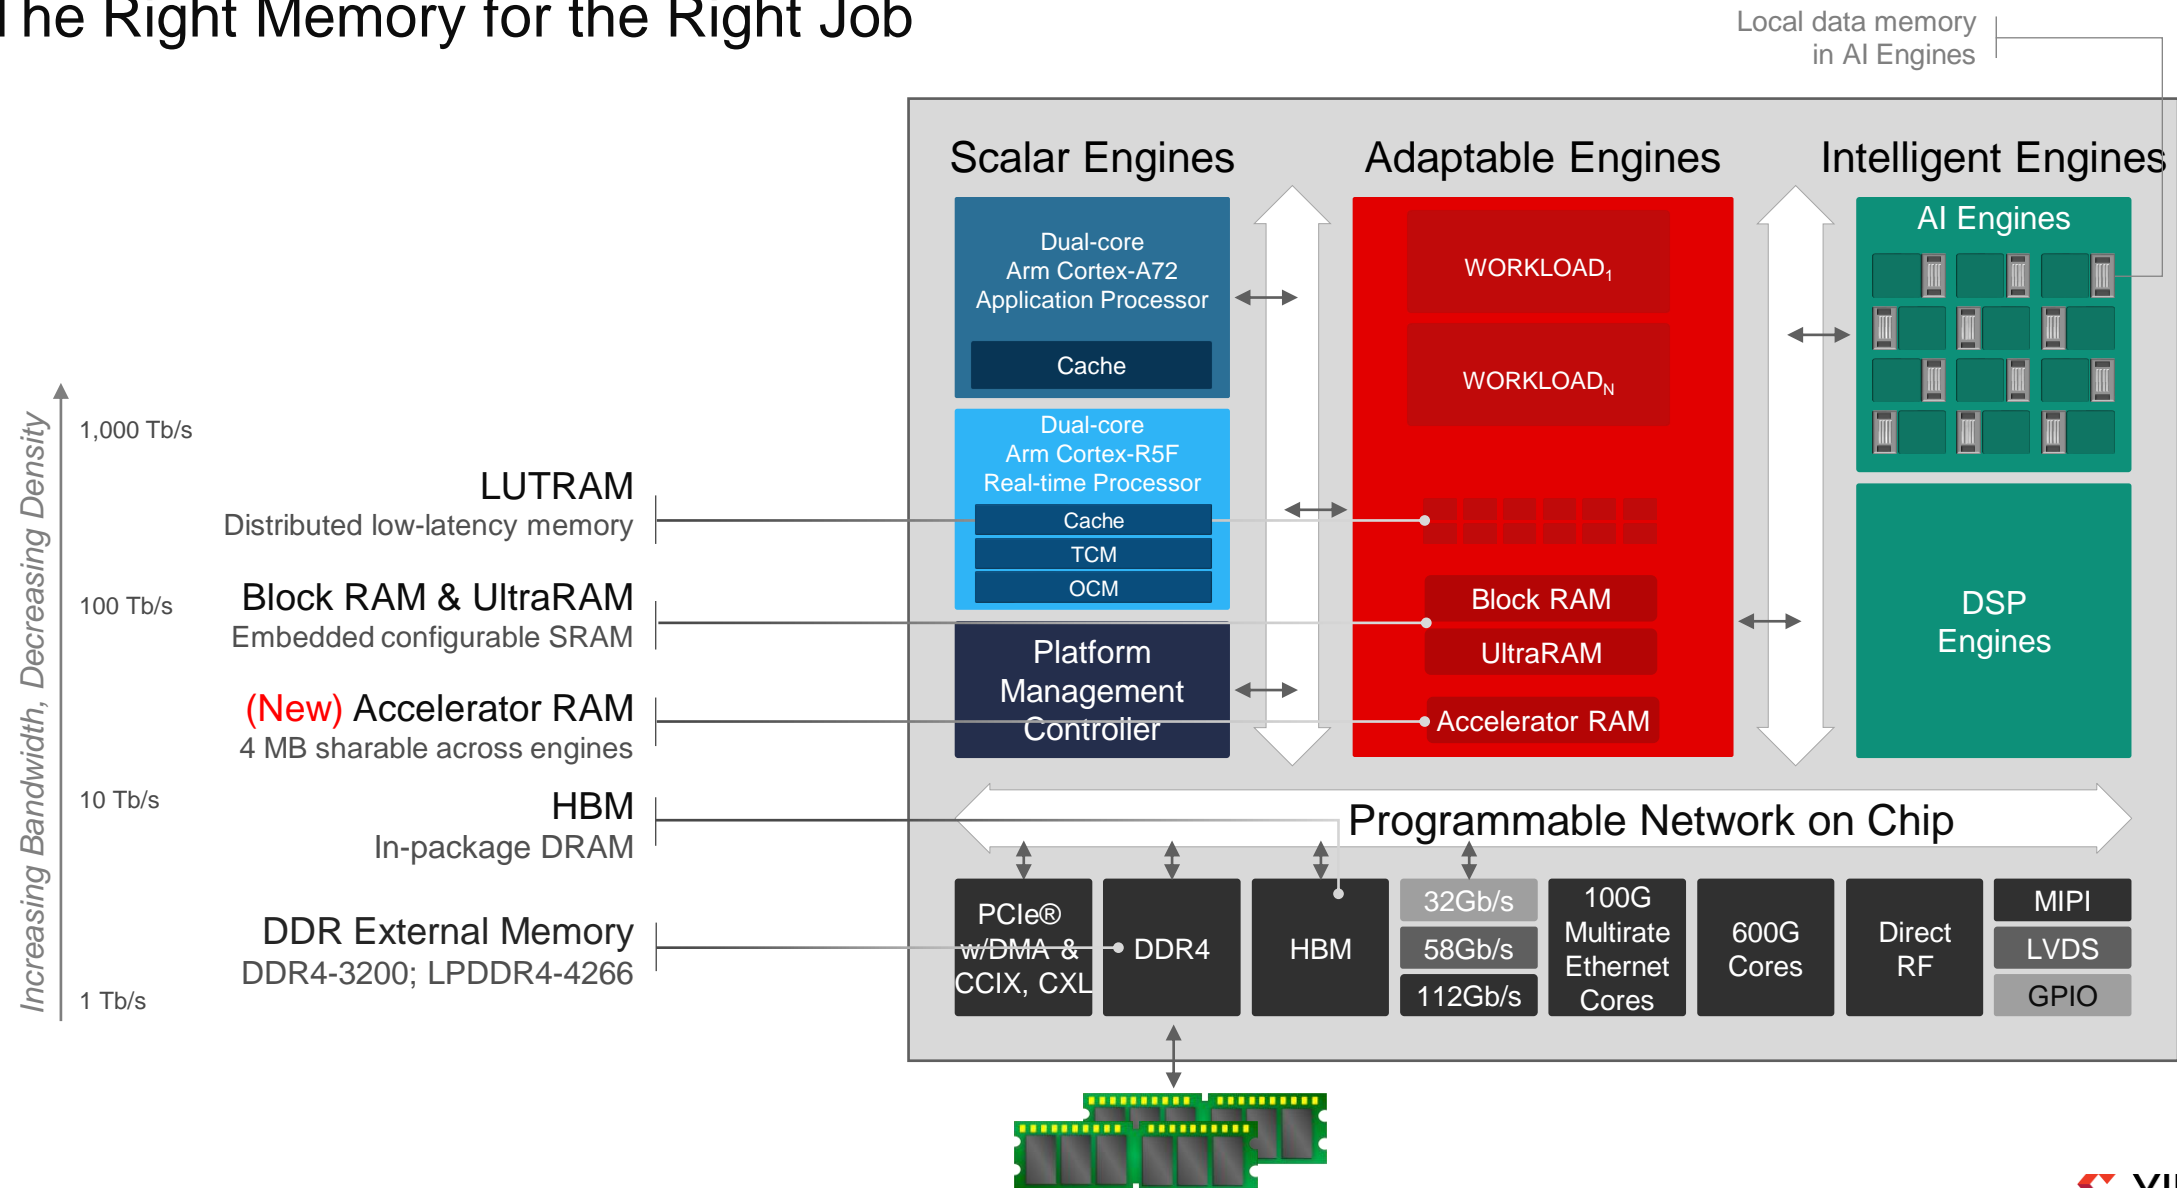 The Right Memory for the Right Job
Local data memory
in AI Engines
Scalar Engines
Adaptable Engines
Intelligent Engines
Dual-core
Arm Cortex-A72
Application Processor
Cache
Dual-core
Arm Cortex-R5F
Real-time Processor
Cache
TCM
OCM
Platform
Management
Controller
WORKLOAD1
WORKLOADN
Block RAM
UltraRAM
Accelerator RAM
AI Engines
DSP
Engines
Increasing Bandwidth, Decreasing Density
1,000 Tb/s
100 Tb/s
10 Tb/s
1 Tb/s
LUTRAM
Distributed low-latency memory
Block RAM & UltraRAM
Embedded configurable SRAM
(New) Accelerator RAM
4 MB sharable across engines
HBM
In-package DRAM
DDR External Memory
DDR4-3200; LPDDR4-4266
Programmable Network on Chip
PCIe®
w/DMA &
CCIX, CXL
DDR4
HBM
32Gb/s
58Gb/s
112Gb/s
100G
Multirate
Ethernet
Cores
600G
Cores
Direct
RF
MIPI
LVDS
GPIO